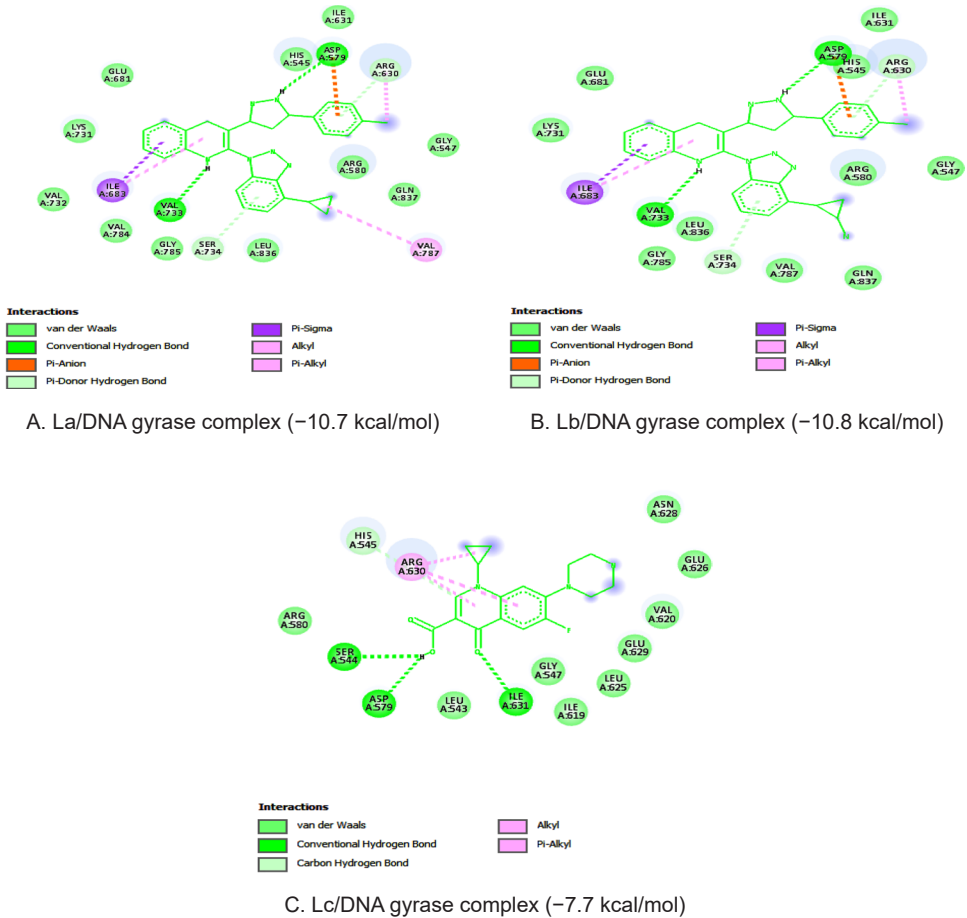 ILE
A:631
HIS
A:545
ASP
A:579
ARG
A:630
GLU
A:681
LYS
A:731
GLY
A:547
ARG
A:580
GLN
A:837
ILE
A:683
VAL
A:732
VAL
A:733
VAL
A:784
GLY
A:785
SER
A:734
LEU
A:836
VAL
A:787
N
H
N
N
N
N
N
H
Interactions
van der Waals
Conventional Hydrogen Bond
Pi-Anion
Pi-Donor Hydrogen Bond
Pi-Sigma
Alkyl
Pi-Alkyl
A. La/DNA gyrase complex (−10.7 kcal/mol)
ILE
A:631
ASP
A:579
HIS
A:545
ARG
A:630
GLU
A:681
LYS
A:731
GLY
A:547
ARG
A:580
ILE
A:683
VAL
A:733
LEU
A:836
GLY
A:785
SER
A:734
VAL
A:787
GLN
A:837
H
N
N
N
N
N
N
H
Interactions
van der Waals
Conventional Hydrogen Bond
Pi-Anion
Pi-Donor Hydrogen Bond
Pi-Sigma
Alkyl
Pi-Alkyl
B. Lb/DNA gyrase complex (−10.8 kcal/mol)
HIS
A:545
ARG
A:630
ASN
A:628
GLU
A:626
VAL
A:620
GLU
A:629
LEU
A:625
ILE
A:619
GLY
A:547
ILE
A:631
LEU
A:543
ASP
A:579
SER
A:544
ARG
A:580
N
N
O
H
O
O
F
Interactions
van der Waals
Conventional Hydrogen Bond
Carbon Hydrogen Bond
Alkyl
Pi-Alkyl
C. Lc/DNA gyrase complex (−7.7 kcal/mol)